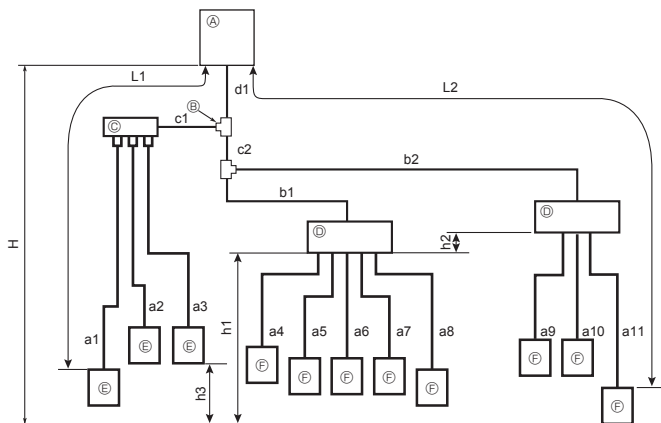 Ⓐ
L1
d1
L2
Ⓑ
Ⓒ
c1
c2
b2
b1
Ⓓ
Ⓓ
h2
H
a1
a2
a3
h1
a4
a5
a6
a7
a8
a9
a10
a11
Ⓔ
Ⓔ
Ⓔ
h3
Ⓕ
Ⓕ
Ⓕ
Ⓕ
Ⓕ
Ⓕ
Ⓕ
Ⓕ